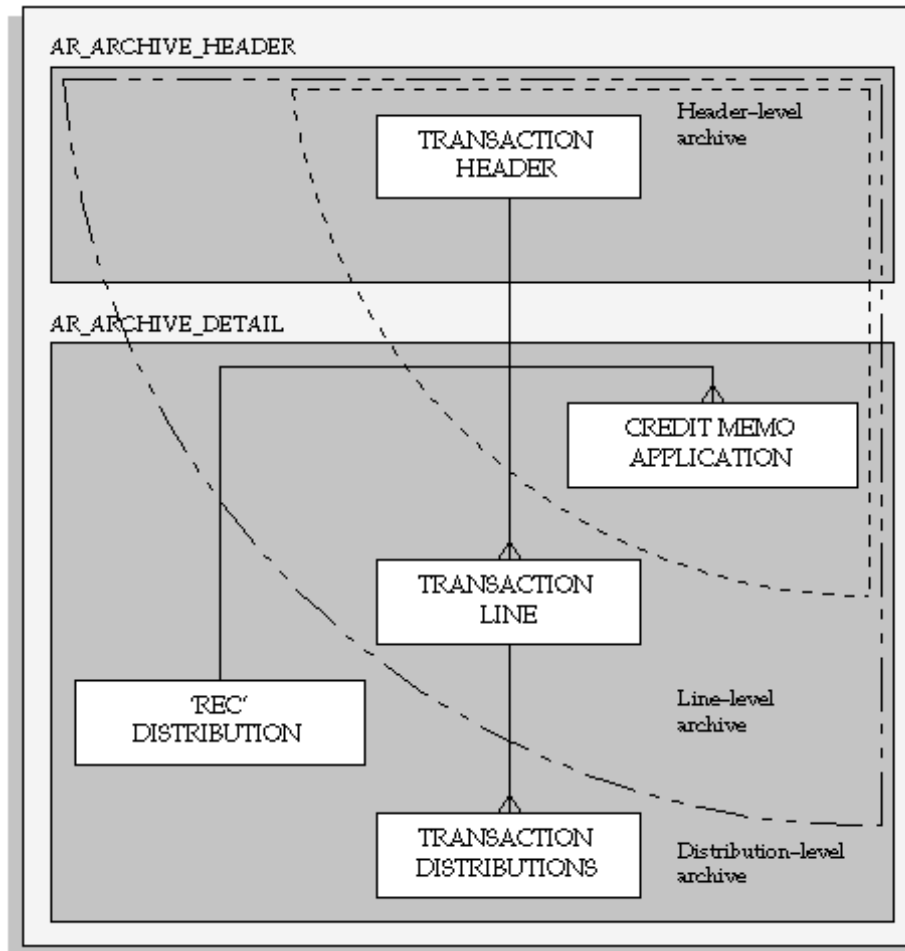 AR_ARCHIVE_HEADER
Header-level
archive
TRANSACTION
HEADER
AR_ARCHIVE_DETAIL
CREDIT MEMO
APPLICATION
TRANSACTION
LINE
'REC'
DISTRIBUTION
Line-level
archive
TRANSACTION
DISTRIBUTIONS
Distribution-level
archive